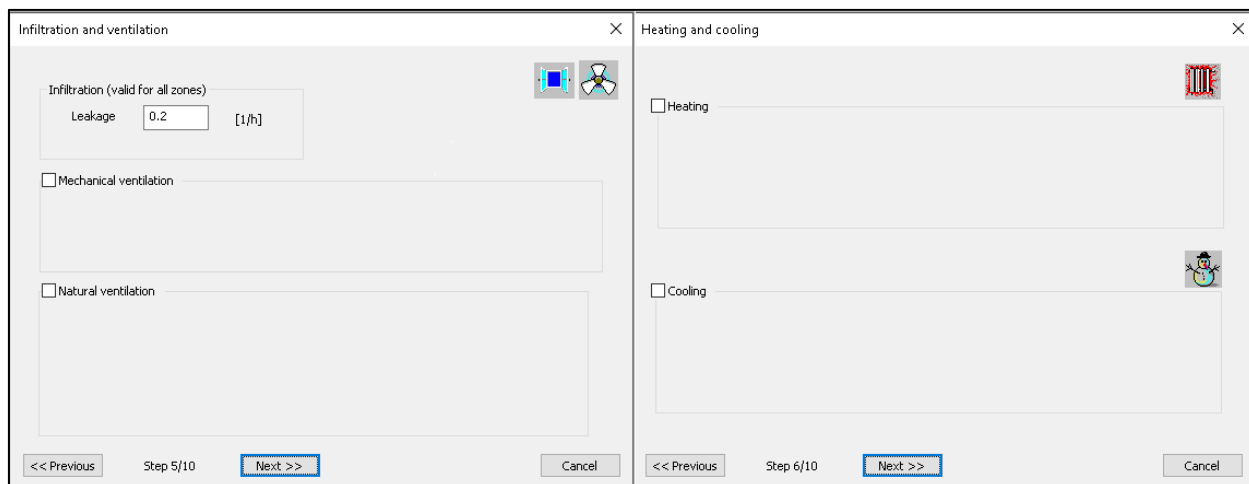 Infiltration and ventilation
Infiltration (valid for all zones)
Leakage 0.2 [1/h]
Mechanical ventilation
Natural ventilation
<< Previous Step 5/10 Next >> Cancel
Heating and cooling
Heating
Cooling
<< Previous Step 6/10 Next >> Cancel